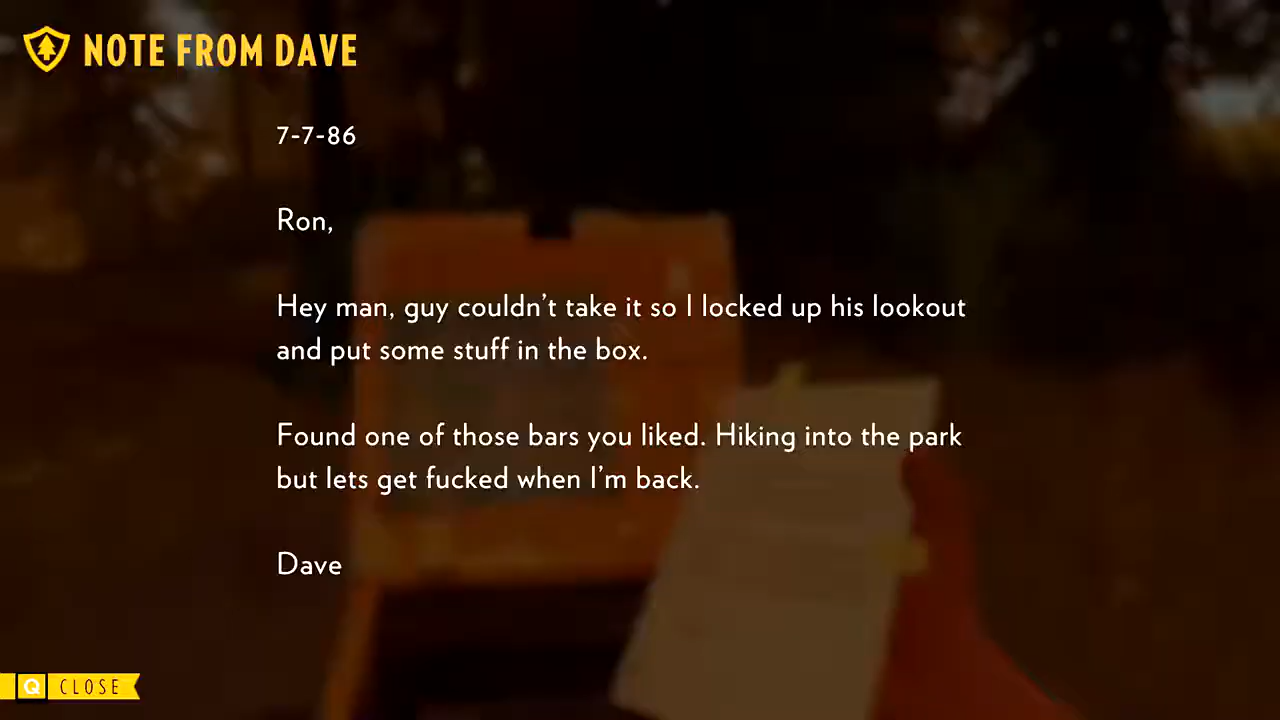 NOTE FROM DAVE
7-7-86
Ron,
Hey man, guy couldn't take it so I locked up his lookout
and put some stuff in the box.
Found one of those bars you liked. Hiking into the park
but lets get fucked when I'm back.
Dave
Q CLOSE